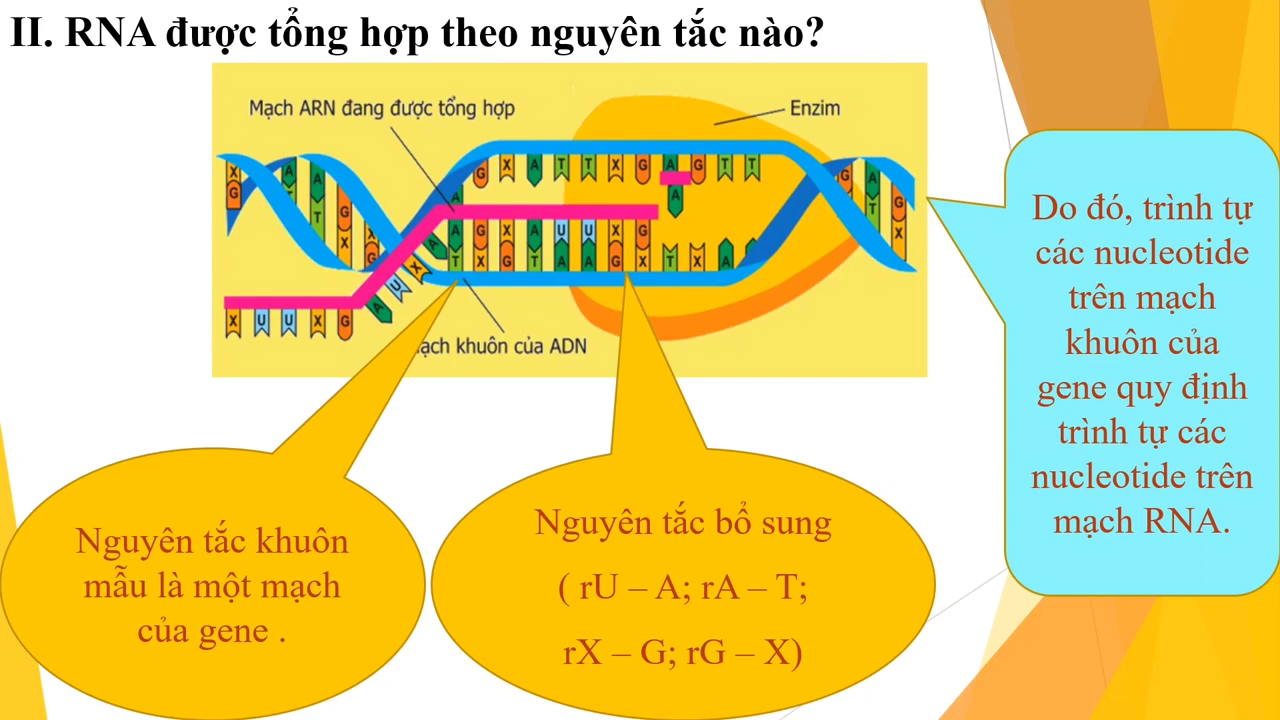 II. RNA được tổng hợp theo nguyên tắc nào?
Mạch ARN đang được tổng hợp
Enzim
G X A T T X G A G T T
A
A G X A U U X G
T X G T A A G X T X A A
X U U X G A U X A
ạch khuôn của ADN
Do đó, trình tự
các nucleotide
trên mạch
khuôn của
gene quy định
trình tự các
nucleotide trên
mạch RNA.
Nguyên tắc khuôn
mẫu là một mạch
của gene .
Nguyên tắc bổ sung
( rU – A; rA – T;
rX – G; rG – X)